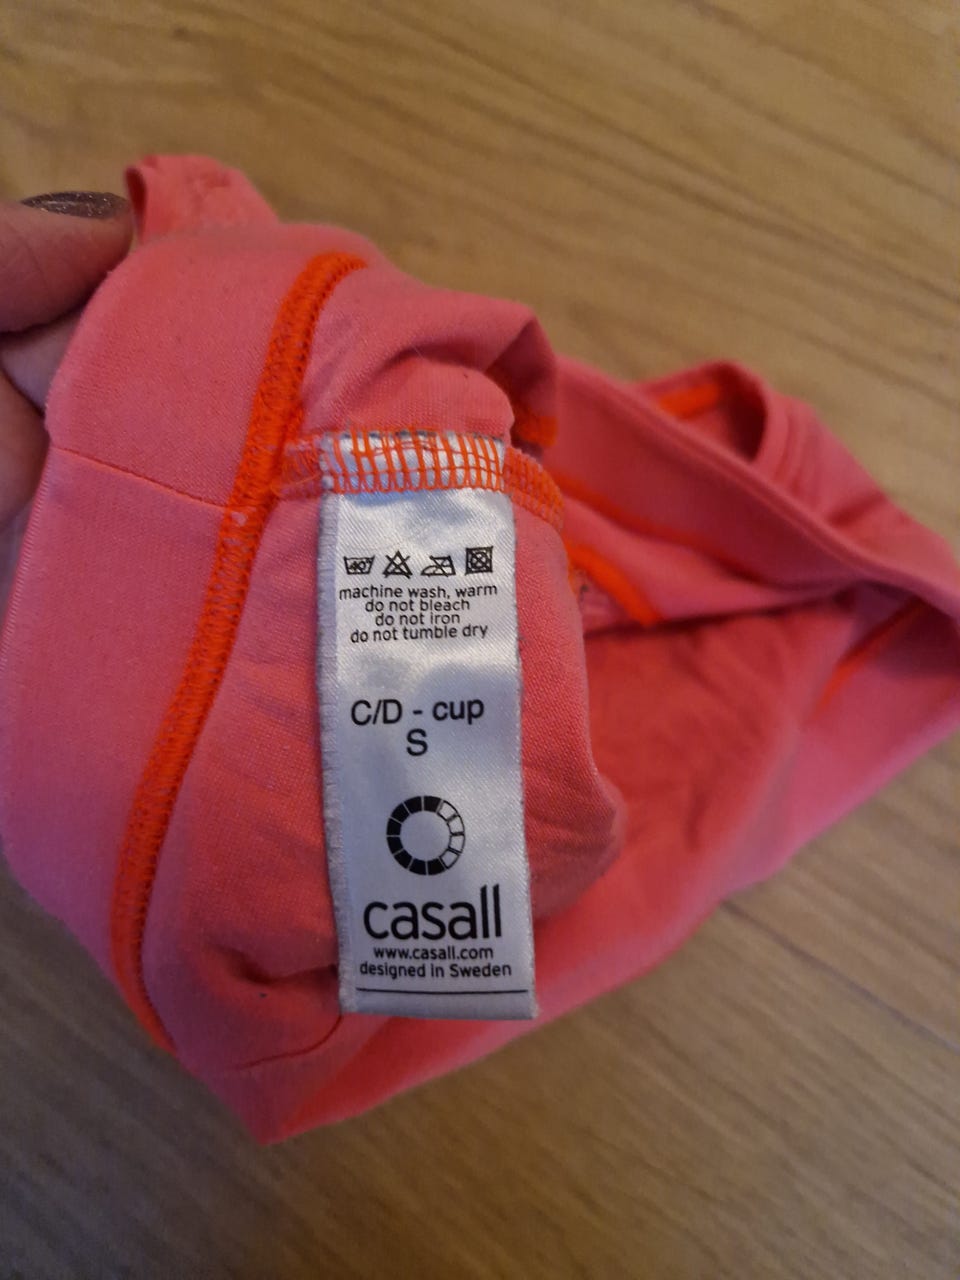 40°
machine wash, warm
do not bleach
do not iron
do not tumble dry
C/D - cup
S
casall
www.casall.com
designed in Sweden